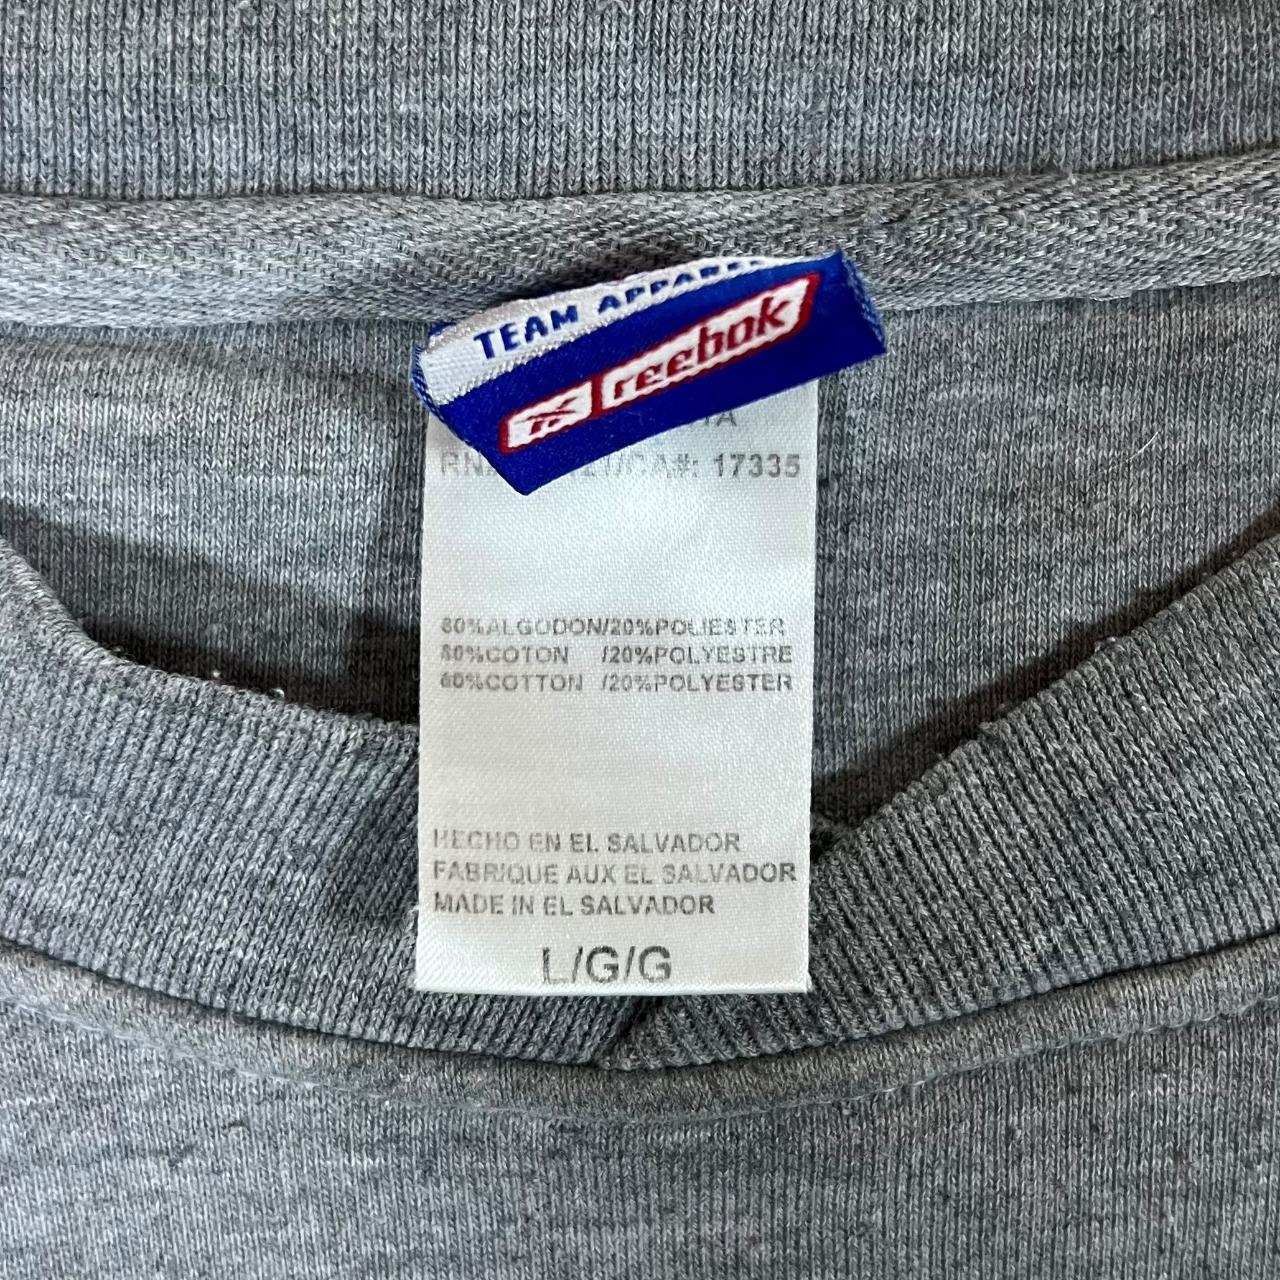 TEAM APPAREL
reebok
17335
80%ALGODON/20%POLIESTER
80%COTON /20%POLYESTRE
80%COTTON /20%POLYESTER
HECHO EN EL SALVADOR
FABRIQUE AUX EL SALVADOR
MADE IN EL SALVADOR
L/G/G